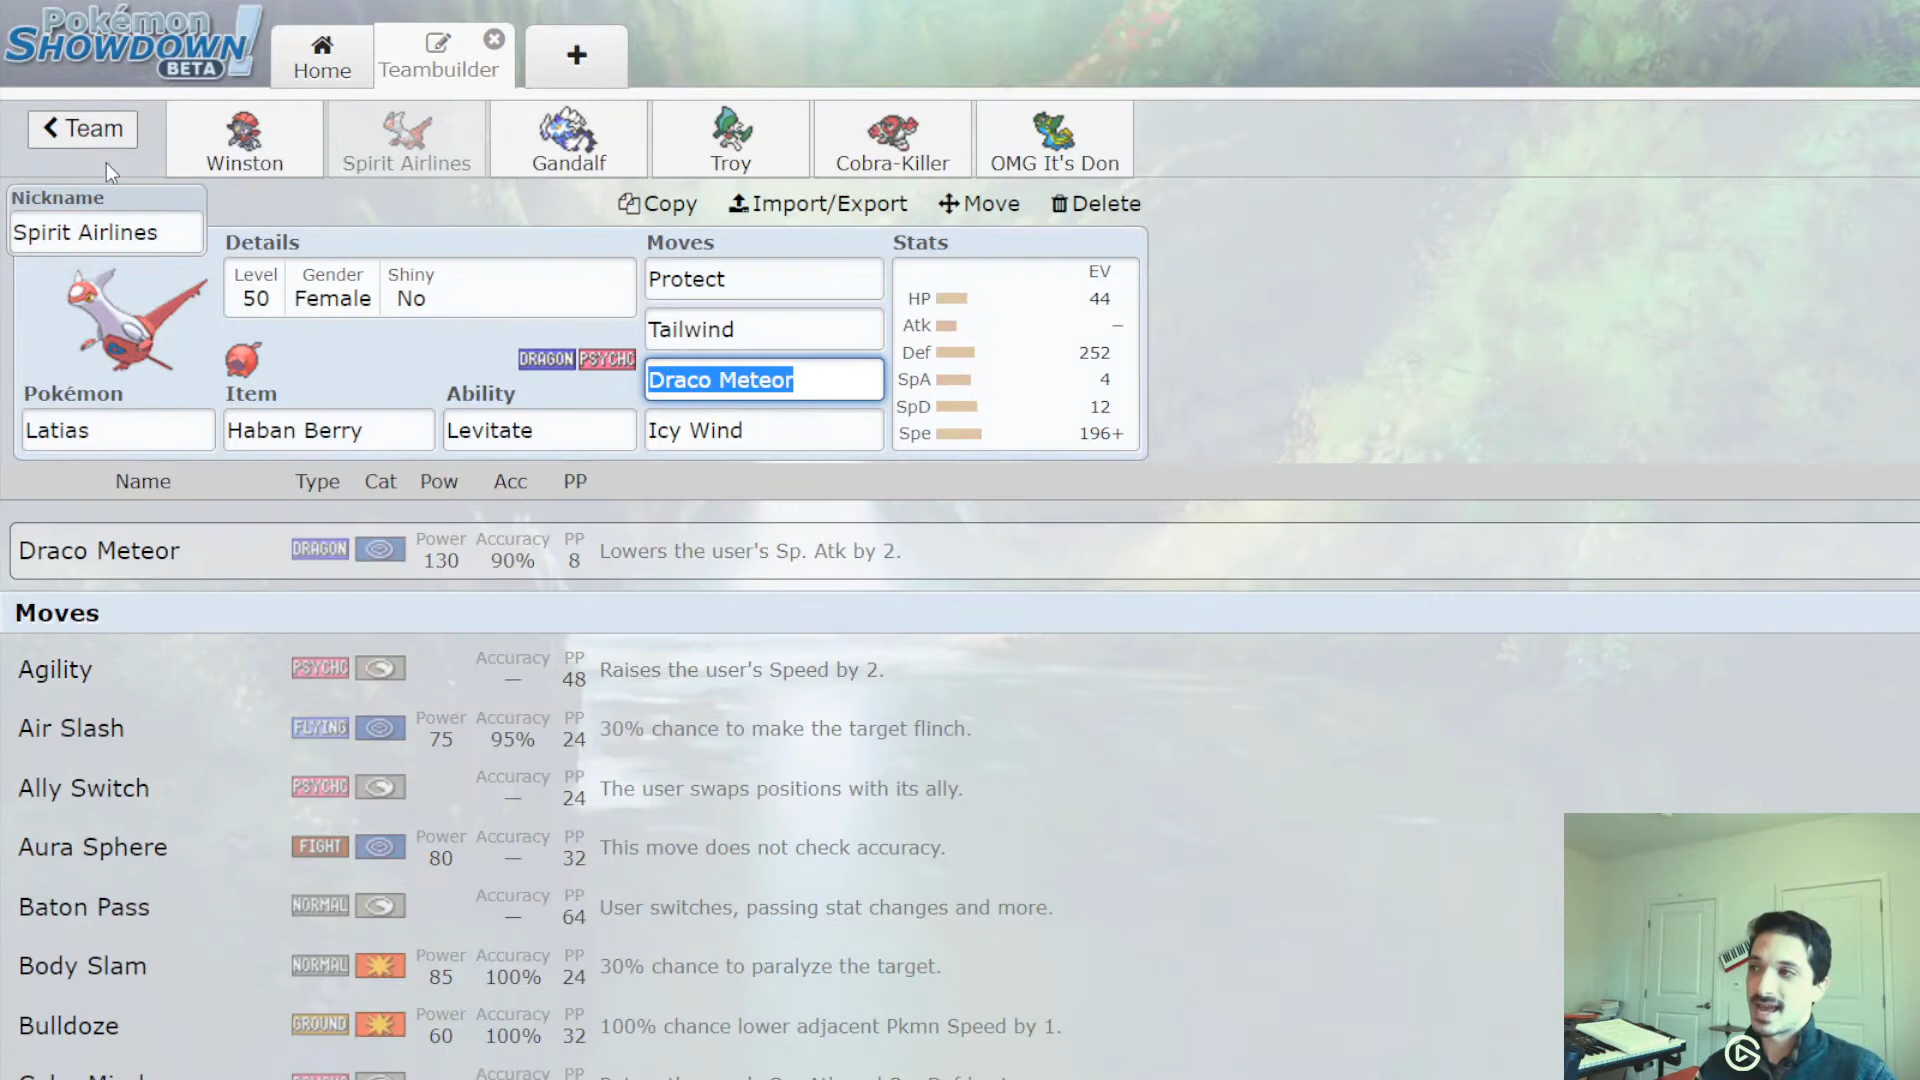 Pokémon
SHOWDOWN!
BETA
Home
Teambuilder
+
Team
Winston
Spirit Airlines
Gandalf
Troy
Cobra-Killer
OMG It's Don
Nickname
Spirit Airlines
Copy
Import/Export
Move
Delete
Details
Level
50
Gender
Female
Shiny
No
DRAGON PSYCHC
Pokémon
Latias
Item
Haban Berry
Ability
Levitate
Moves
Protect
Tailwind
Draco Meteor
Icy Wind
Stats
EV
HP 44
Atk –
Def 252
SpA 4
SpD 12
Spe 196+
Name Type Cat Pow Acc PP
Draco Meteor DRAGON Power 130 Accuracy 90% PP 8 Lowers the user's Sp. Atk by 2.
Moves
Agility PSYCHC Accuracy — PP 48 Raises the user's Speed by 2.
Air Slash FLYING Power 75 Accuracy 95% PP 24 30% chance to make the target flinch.
Ally Switch PSYCHC Accuracy — PP 24 The user swaps positions with its ally.
Aura Sphere FIGHT Power 80 Accuracy — PP 32 This move does not check accuracy.
Baton Pass NORMAL Accuracy — PP 64 User switches, passing stat changes and more.
Body Slam NORMAL Power 85 Accuracy 100% PP 24 30% chance to paralyze the target.
Bulldoze GROUND Power 60 Accuracy 100% PP 32 100% chance lower adjacent Pkmn Speed by 1.
Accuracy PP